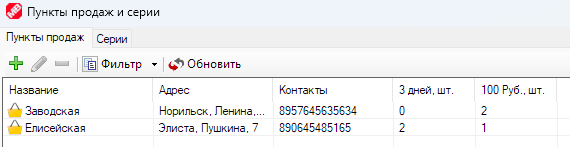 Пункты продаж и серии
Пункты продаж Серии
Фильтр Обновить
Название Адрес Контакты 3 дней, шт. 100 Руб., шт.
Заводская Норильск, Ленина,... 8957645635634 0 2
Елисейская Элиста, Пушкина, 7 890645485165 2 1